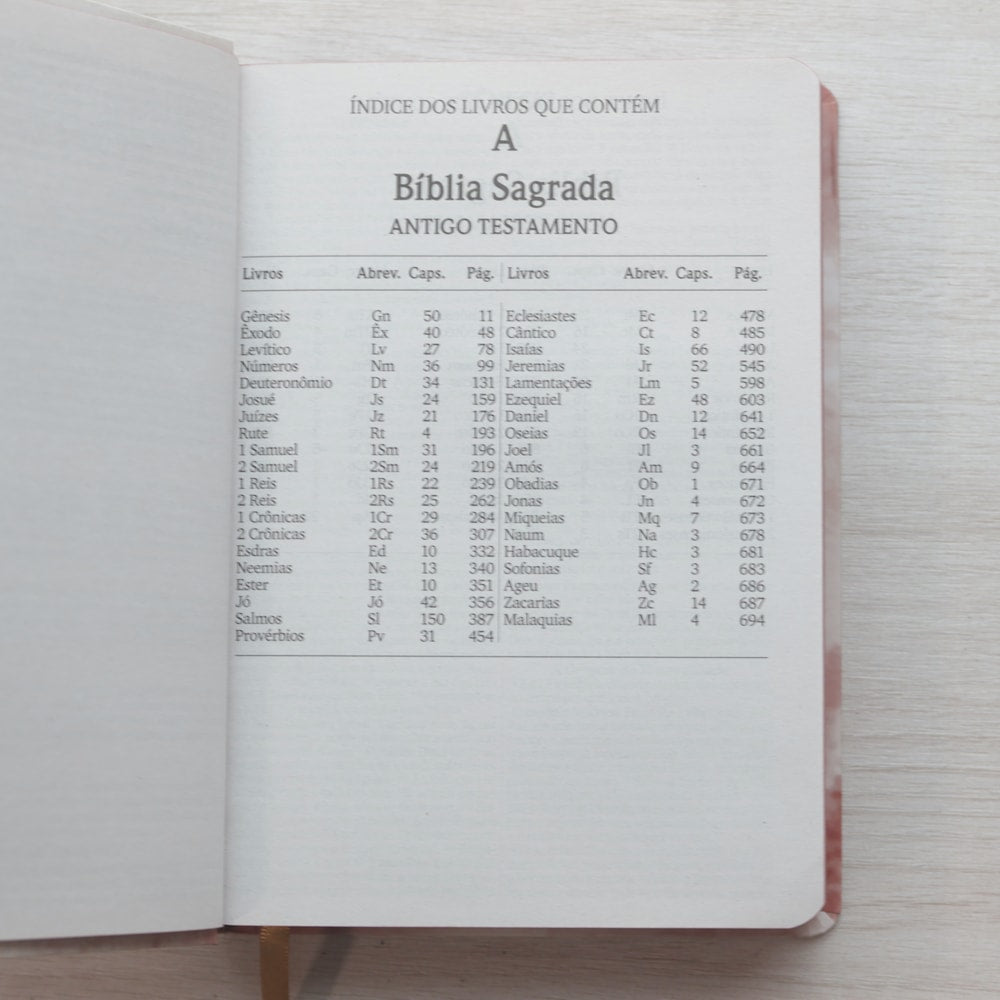 ÍNDICE DOS LIVROS QUE CONTÉM
A
Bíblia Sagrada
ANTIGO TESTAMENTO
Livros Abrev. Caps. Pág. Livros Abrev. Caps. Pág.
Gênesis Gn 50 11 Eclesiastes Ec 12 478
Êxodo Êx 40 48 Cântico Ct 8 485
Levítico Lv 27 78 Isaías Is 66 490
Números Nm 36 99 Jeremias Jr 52 545
Deuteronômio Dt 34 131 Lamentações Lm 5 598
Josué Js 24 159 Ezequiel Ez 48 603
Juízes Jz 21 176 Daniel Dn 12 641
Rute Rt 4 193 Oseias Os 14 652
1 Samuel 1Sm 31 196 Joel Jl 3 661
2 Samuel 2Sm 24 219 Amós Am 9 664
1 Reis 1Rs 22 239 Obadias Ob 1 671
2 Reis 2Rs 25 262 Jonas Jn 4 672
1 Crônicas 1Cr 29 284 Miqueias Mq 7 673
2 Crônicas 2Cr 36 307 Naum Na 3 678
Esdras Ed 10 332 Habacuque Hc 3 681
Neemias Ne 13 340 Sofonias Sf 3 683
Ester Et 10 351 Ageu Ag 2 686
Jó Jó 42 356 Zacarias Zc 14 687
Salmos Sl 150 387 Malaquias Ml 4 694
Provérbios Pv 31 454